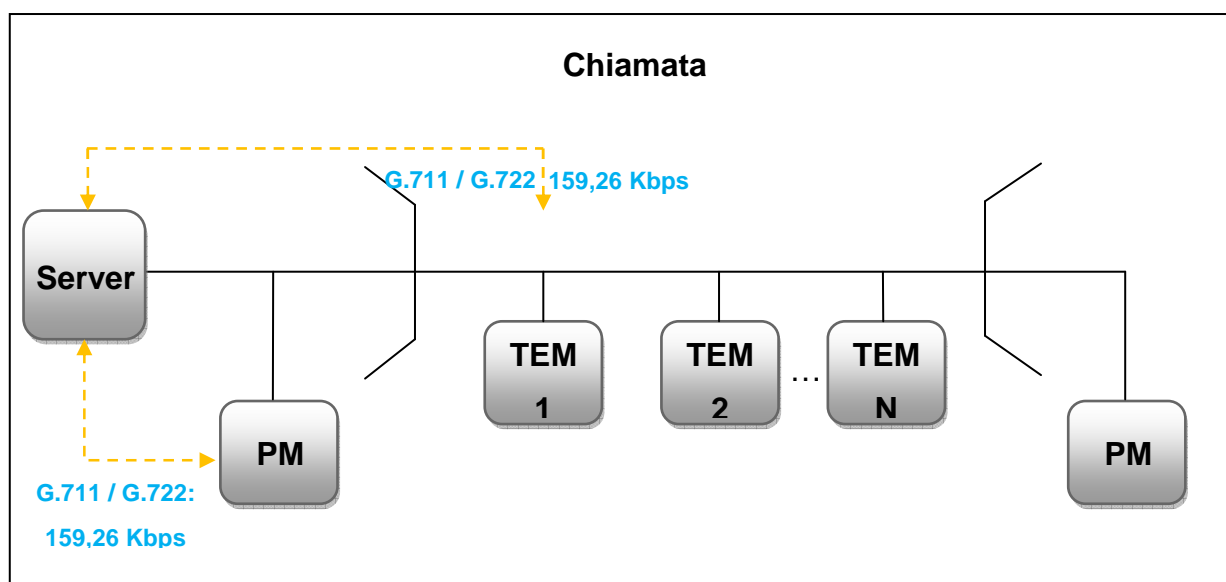 Chiamata
G.711 / G.722 159,26 Kbps
Server
TEM
1
TEM
2
...
TEM
N
PM
PM
G.711 / G.722:
159,26 Kbps